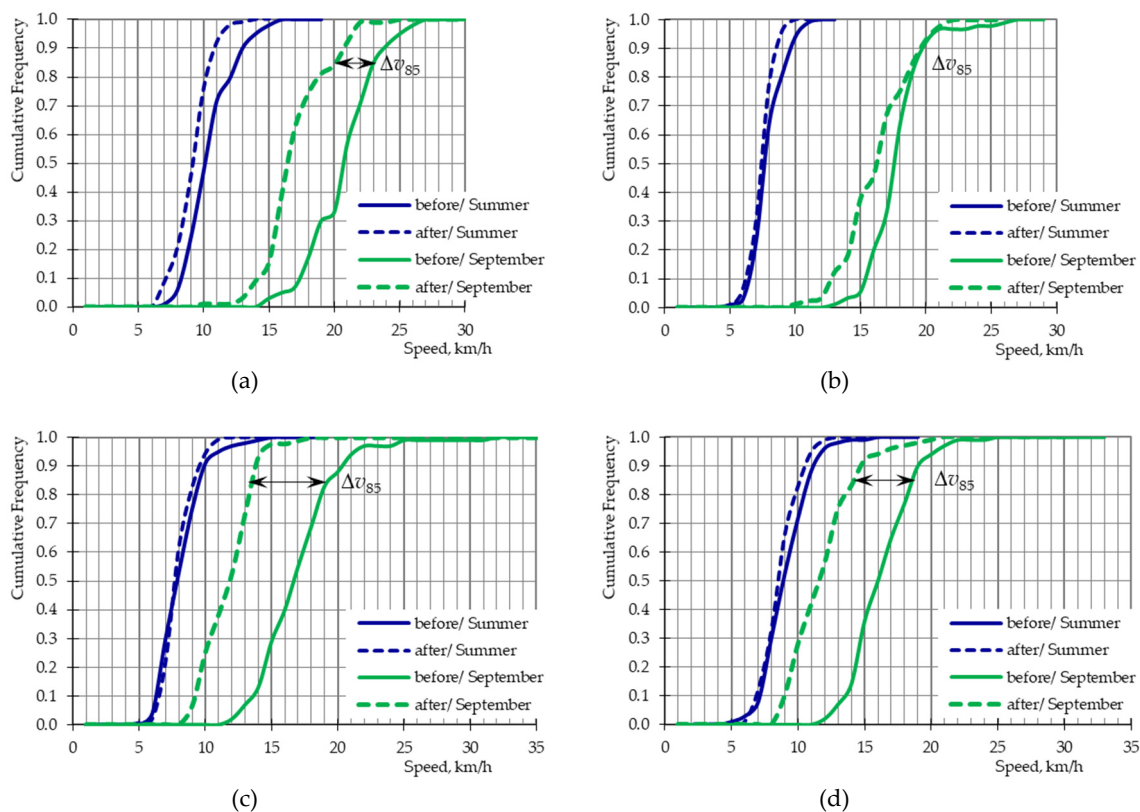 1.0
0.9
0.8
0.7
0.6
0.5
0.4
0.3
0.2
0.1
0.0
Cumulative Frequency
Δv85
before/ Summer
after/ Summer
before/ September
after/ September
0 5 10 15 20 25 30
Speed, km/h
(a)
1.0
0.9
0.8
0.7
0.6
0.5
0.4
0.3
0.2
0.1
0.0
Cumulative Frequency
Δv85
before/ Summer
after/ Summer
before/ September
after/ September
0 5 10 15 20 25 30
Speed, km/h
(b)
1.0
0.9
0.8
0.7
0.6
0.5
0.4
0.3
0.2
0.1
0.0
Cumulative Frequency
Δv85
before/ Summer
after/ Summer
before/ September
after/ September
0 5 10 15 20 25 30 35
Speed, km/h
(c)
1.0
0.9
0.8
0.7
0.6
0.5
0.4
0.3
0.2
0.1
0.0
Cumulative Frequency
Δv85
before/ Summer
after/ Summer
before/ September
after/ September
0 5 10 15 20 25 30 35
Speed, km/h
(d)